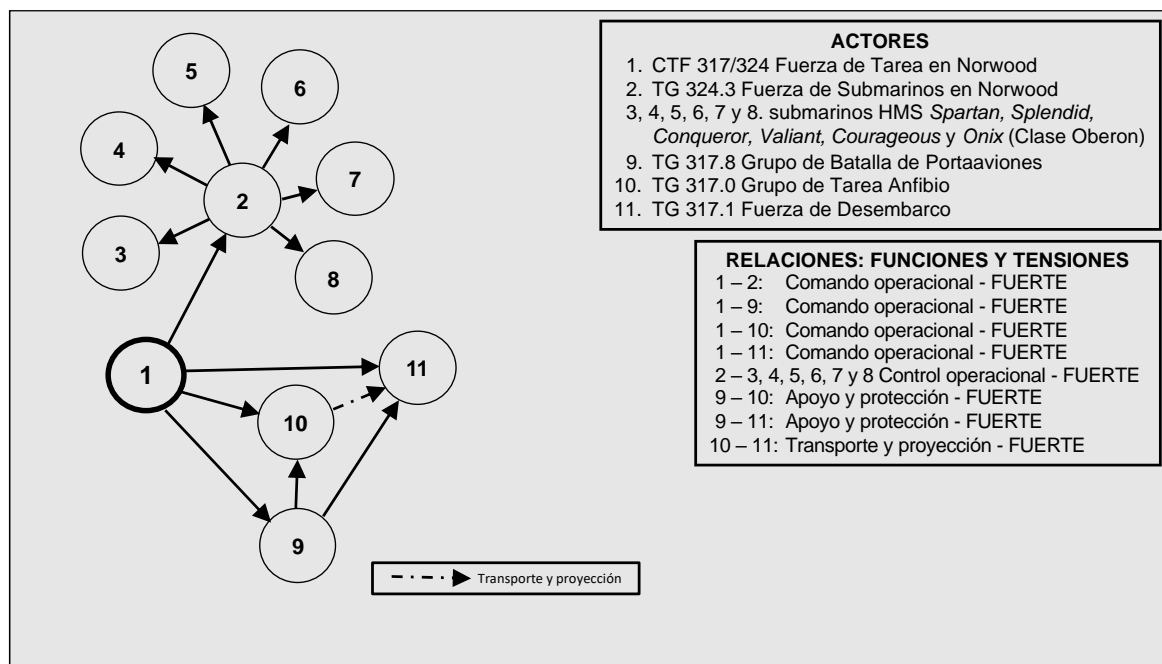 5
6
4
7
2
3
8
1
11
10
9
Transporte y proyección
ACTORES
1. CTF 317/324 Fuerza de Tarea en Norwood
2. TG 324.3 Fuerza de Submarinos en Norwood
3, 4, 5, 6, 7 y 8. submarinos HMS Spartan, Splendid,
Conqueror, Valiant, Courageous y Onix (Clase Oberon)
9. TG 317.8 Grupo de Batalla de Portaaviones
10. TG 317.0 Grupo de Tarea Anfibio
11. TG 317.1 Fuerza de Desembarco
RELACIONES: FUNCIONES Y TENSIONES
1 – 2: Comando operacional - FUERTE
1 – 9: Comando operacional - FUERTE
1 – 10: Comando operacional - FUERTE
1 – 11: Comando operacional - FUERTE
2 – 3, 4, 5, 6, 7 y 8 Control operacional - FUERTE
9 – 10: Apoyo y protección - FUERTE
9 – 11: Apoyo y protección - FUERTE
10 – 11: Transporte y proyección - FUERTE